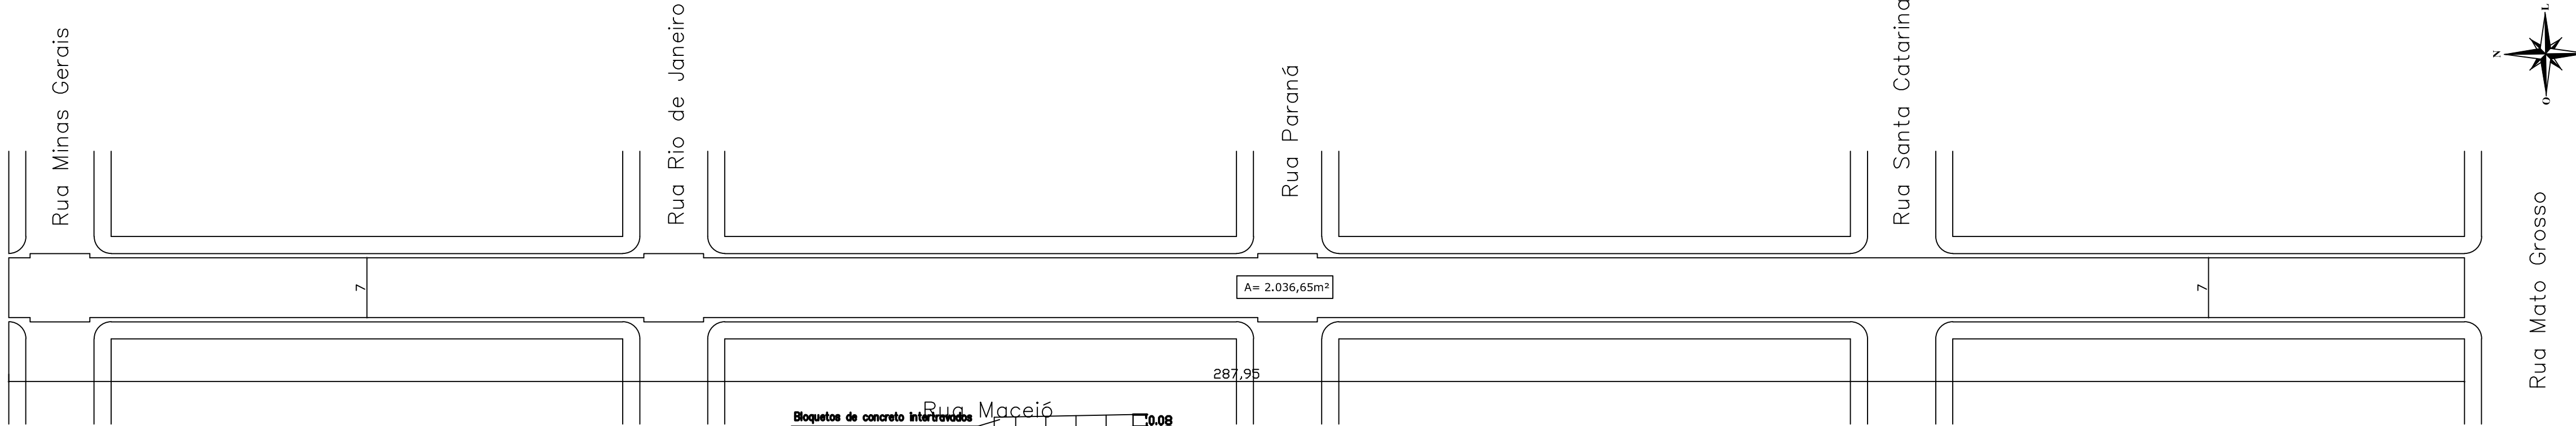 Rua Minas Gerais
Rua Rio de Janeiro
Rua Paraná
Rua Santa Catarina
L
N
O
Rua Mato Grosso
7
A= 2.036,65m²
7
287,95
Rua Maceió
Bloquetos de concreto intertravados
0.08